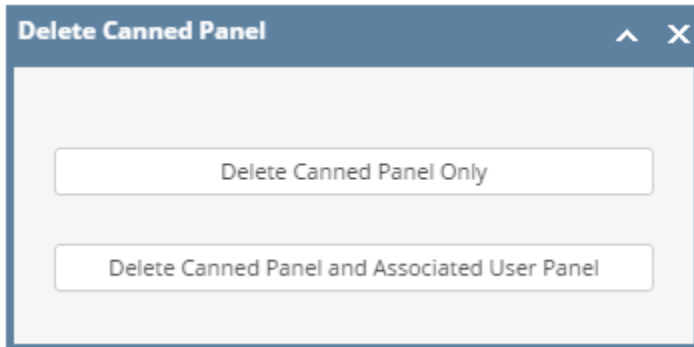 Delete Canned Panel
Delete Canned Panel Only
Delete Canned Panel and Associated User Panel